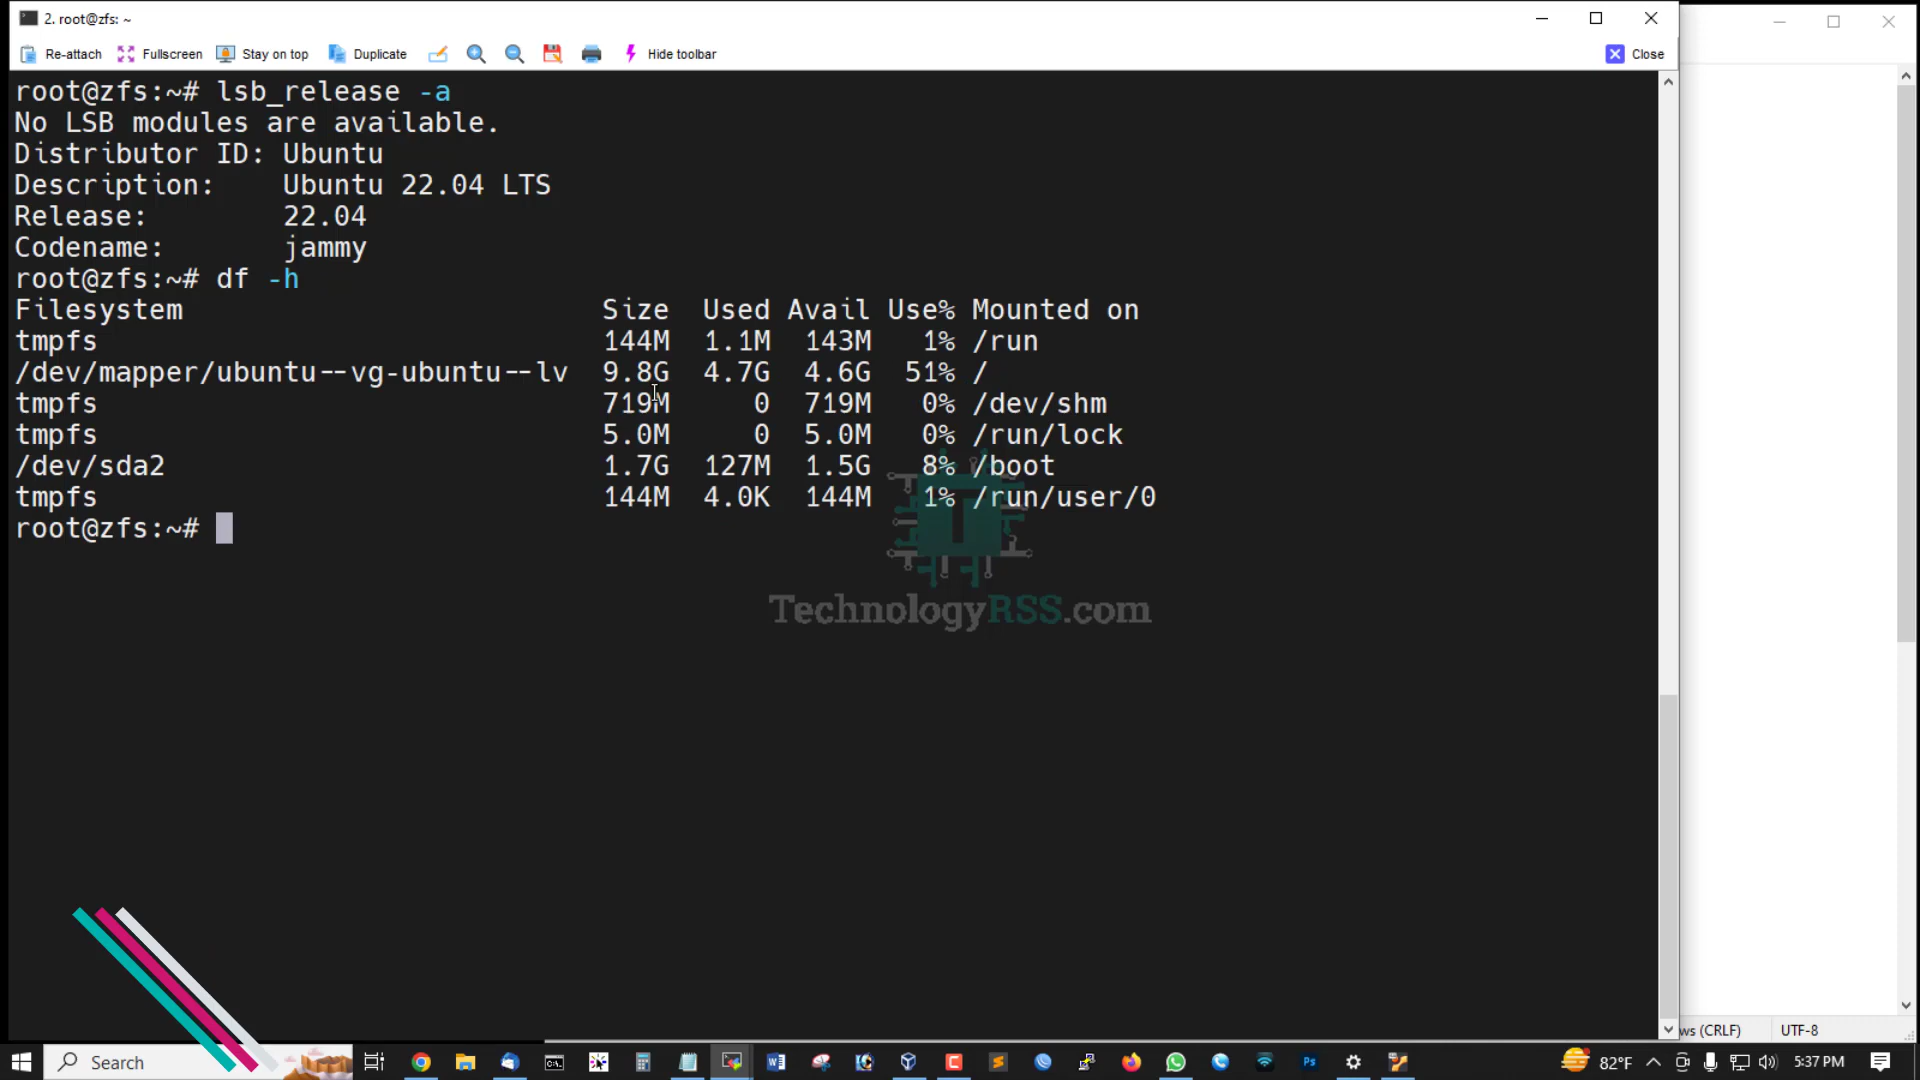 2. root@zfs: ~
Re-attach Fullscreen Stay on top Duplicate Hide toolbar Close
root@zfs:~# lsb_release -a
No LSB modules are available.
Distributor ID: Ubuntu
Description:    Ubuntu 22.04 LTS
Release:        22.04
Codename:       jammy
root@zfs:~# df -h
Filesystem                         Size  Used Avail Use% Mounted on
tmpfs                              144M  1.1M  143M   1% /run
/dev/mapper/ubuntu--vg-ubuntu--lv  9.8G  4.7G  4.6G  51% /
tmpfs                              719M     0  719M   0% /dev/shm
tmpfs                              5.0M     0  5.0M   0% /run/lock
/dev/sda2                          1.7G  127M  1.5G   8% /boot
tmpfs                              144M  4.0K  144M   1% /run/user/0
root@zfs:~#
TechnologyRSS.com
ws (CRLF) UTF-8
Search 82°F 5:37 PM